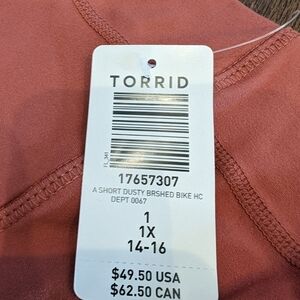 TORRID
17657307
A SHORT DUSTY BRSHED BIKE HC
DEPT 0067
1
1X
14-16
$49.50 USA
$62.50 CAN